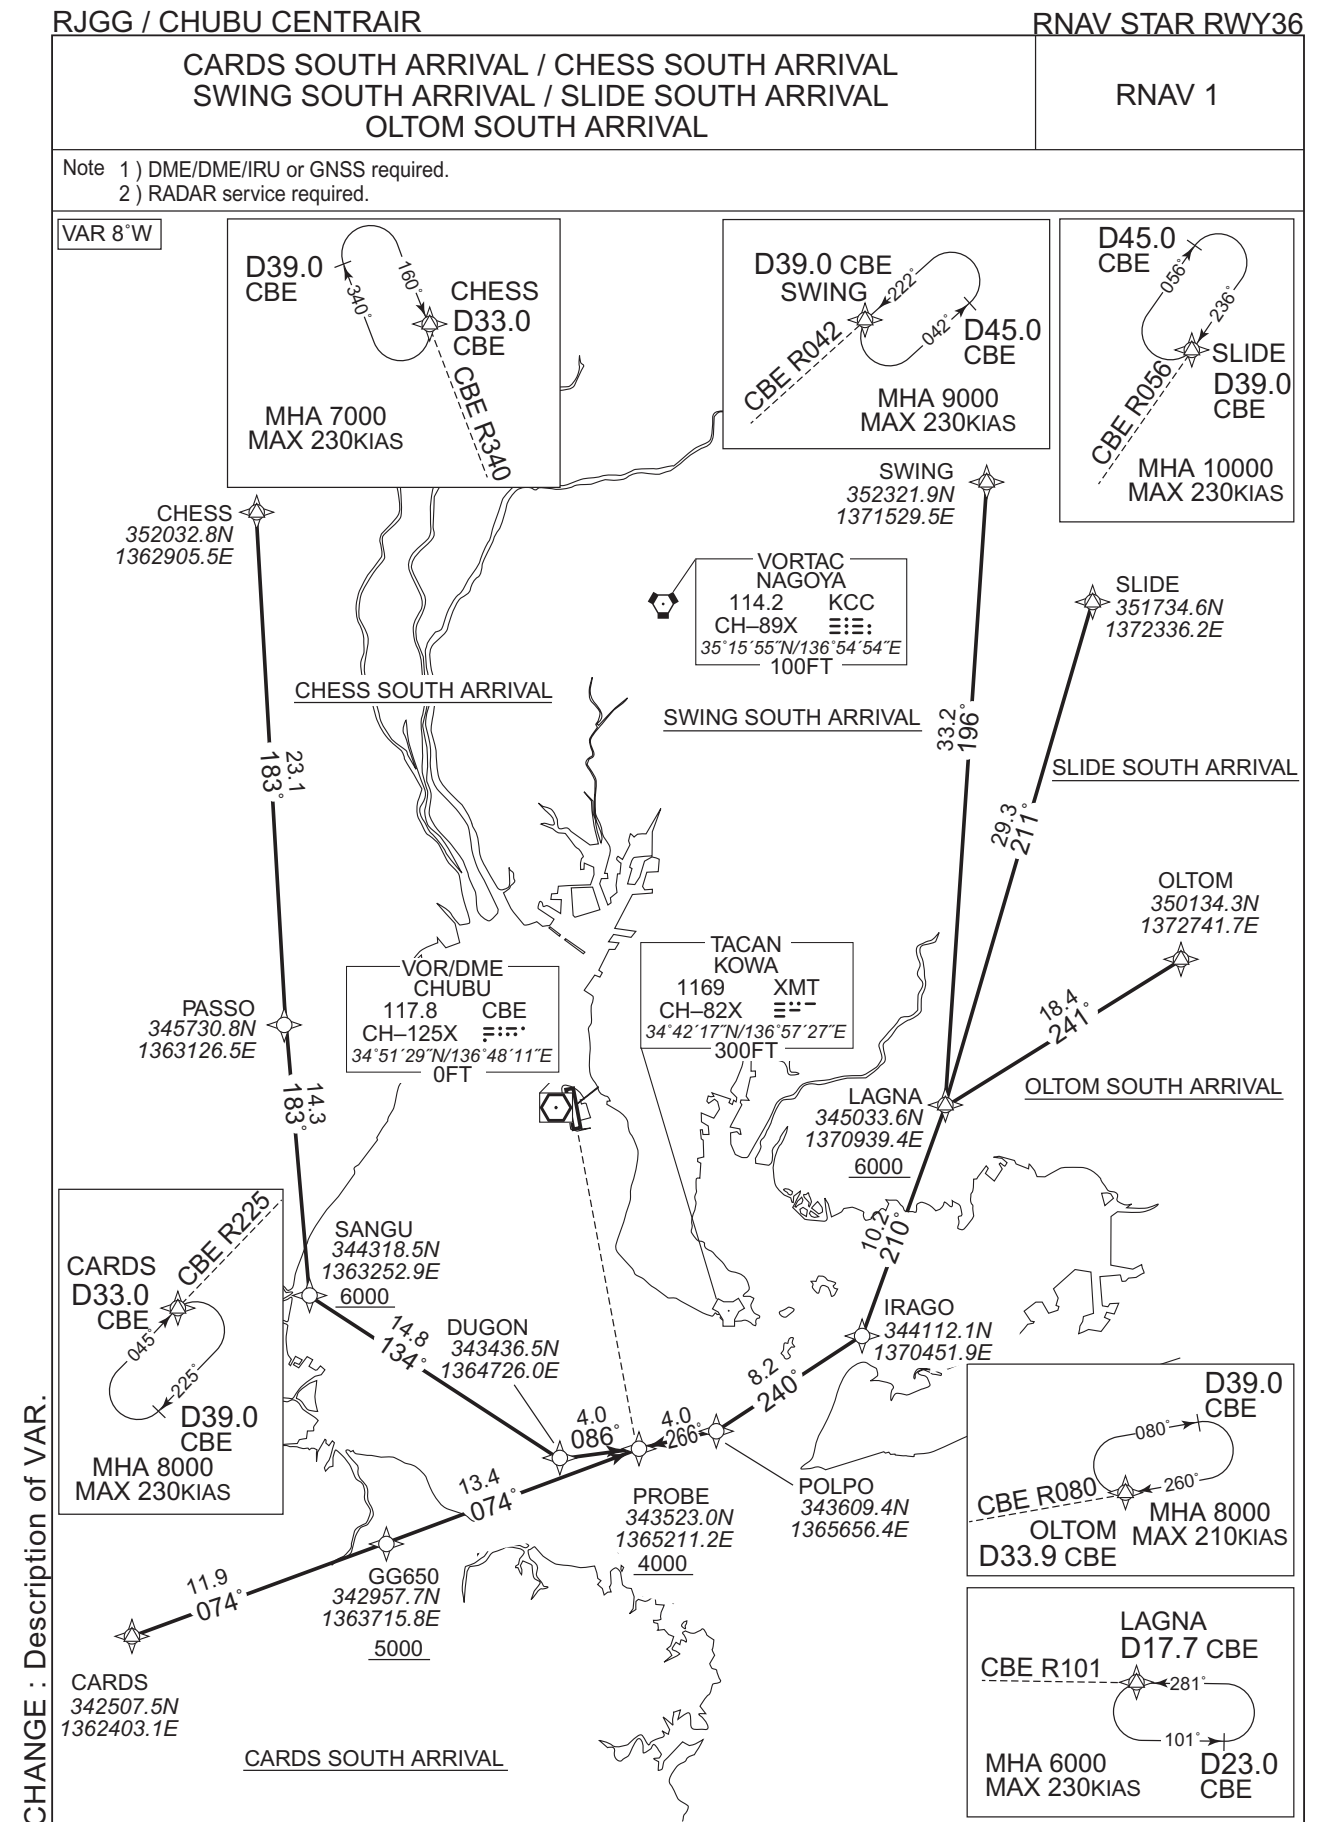 RJGG / CHUBU CENTRAIR
RNAV STAR RWY36
CARDS SOUTH ARRIVAL / CHESS SOUTH ARRIVAL
SWING SOUTH ARRIVAL / SLIDE SOUTH ARRIVAL
OLTOM SOUTH ARRIVAL
RNAV 1
Note 1 ) DME/DME/IRU or GNSS required.
2 ) RADAR service required.
VAR 8˚W
D39.0
CBE
340˚
160˚
CHESS
D33.0
CBE
CBE R340
MHA 7000
MAX 230KIAS
D39.0 CBE
SWING
222˚
042˚
D45.0
CBE
CBE R042
MHA 9000
MAX 230KIAS
D45.0
CBE
056˚
236˚
SLIDE
D39.0
CBE
CBE R056
MHA 10000
MAX 230KIAS
CHESS
352032.8N
1362905.5E
SWING
352321.9N
1371529.5E
VORTAC
NAGOYA
114.2 KCC
CH–89X
35˚15´55˝N/136˚54´54˝E
100FT
SLIDE
351734.6N
1372336.2E
CHESS SOUTH ARRIVAL
SWING SOUTH ARRIVAL
SLIDE SOUTH ARRIVAL
23.1
183˚
33.2
196˚
29.3
211˚
OLTOM
350134.3N
1372741.7E
18.4
241˚
OLTOM SOUTH ARRIVAL
PASSO
345730.8N
1363126.5E
VOR/DME
CHUBU
117.8 CBE
CH–125X
34˚51´29˝N/136˚48´11˝E
0FT
TACAN
KOWA
1169 XMT
CH–82X
34˚42´17˝N/136˚57´27˝E
300FT
LAGNA
345033.6N
1370939.4E
6000
14.3
183˚
10.2
210˚
CBE R225
CARDS
D33.0
CBE
045˚
225˚
D39.0
CBE
MHA 8000
MAX 230KIAS
SANGU
344318.5N
1363252.9E
6000
14.8
134˚
DUGON
343436.5N
1364726.0E
IRAGO
344112.1N
1370451.9E
8.2
240˚
4.0
086˚
4.0
266˚
PROBE
343523.0N
1365211.2E
4000
POLPO
343609.4N
1365656.4E
13.4
074˚
GG650
342957.7N
1363715.8E
5000
11.9
074˚
CARDS
342507.5N
1362403.1E
CARDS SOUTH ARRIVAL
D39.0
CBE
080˚
260˚
CBE R080
OLTOM
D33.9 CBE
MHA 8000
MAX 210KIAS
LAGNA
D17.7 CBE
CBE R101
281˚
101˚
D23.0
CBE
MHA 6000
MAX 230KIAS
CHANGE : Description of VAR.